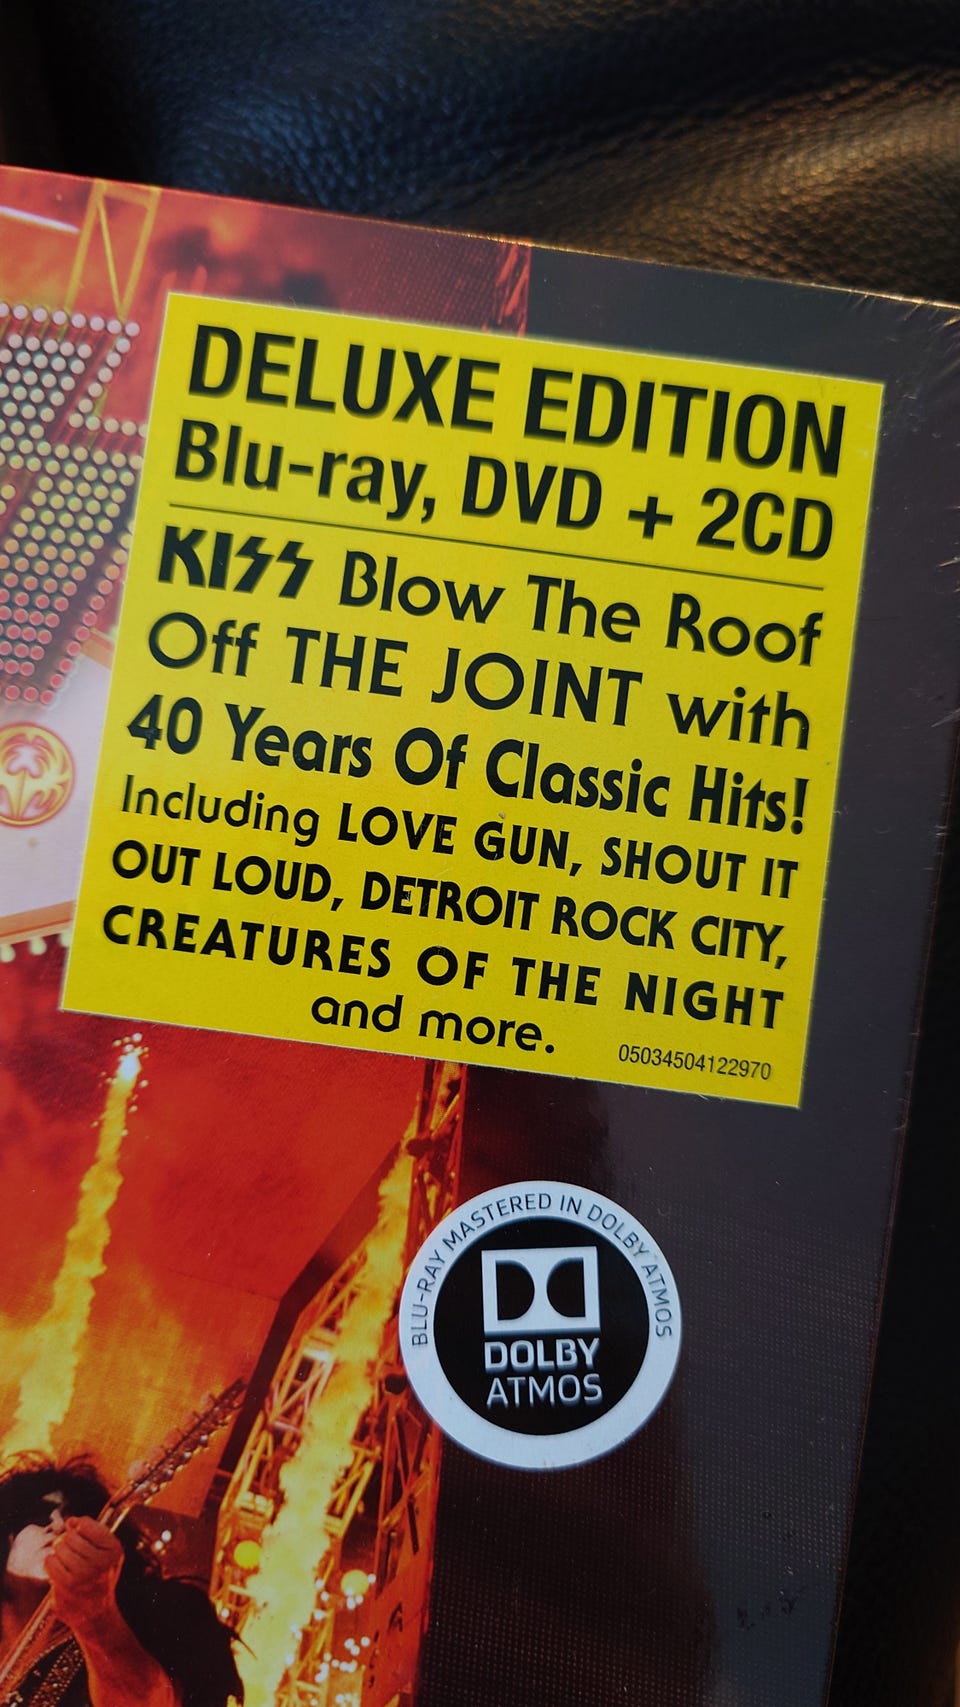 DELUXE EDITION
Blu-ray, DVD + 2CD
KISS Blow The Roof
Off THE JOINT with
40 Years Of Classic Hits!
Including LOVE GUN, SHOUT IT
OUT LOUD, DETROIT ROCK CITY,
CREATURES OF THE NIGHT
and more.
05034504122970
BLU-RAY MASTERED IN DOLBY ATMOS
DOLBY
ATMOS